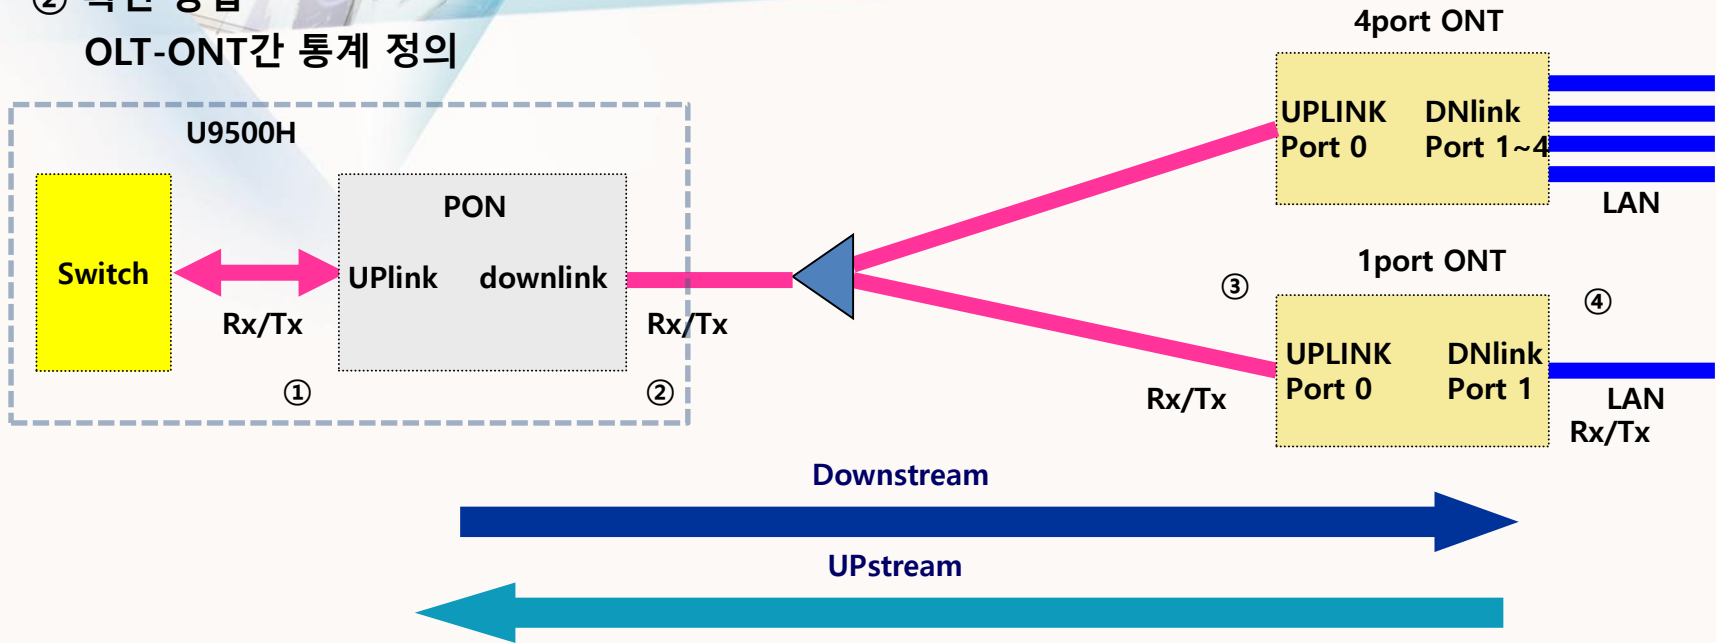 ②
OLT-ONT간 통계 정의
4port ONT
U9500H
UPLINK DNlink
Port 0 Port 1~4
PON
LAN
Switch
UPlink downlink
1port ONT
③
④
Rx/Tx
Rx/Tx
UPLINK DNlink
Port 0 Port 1
①
②
Rx/Tx
LAN
Rx/Tx
Downstream
UPstream